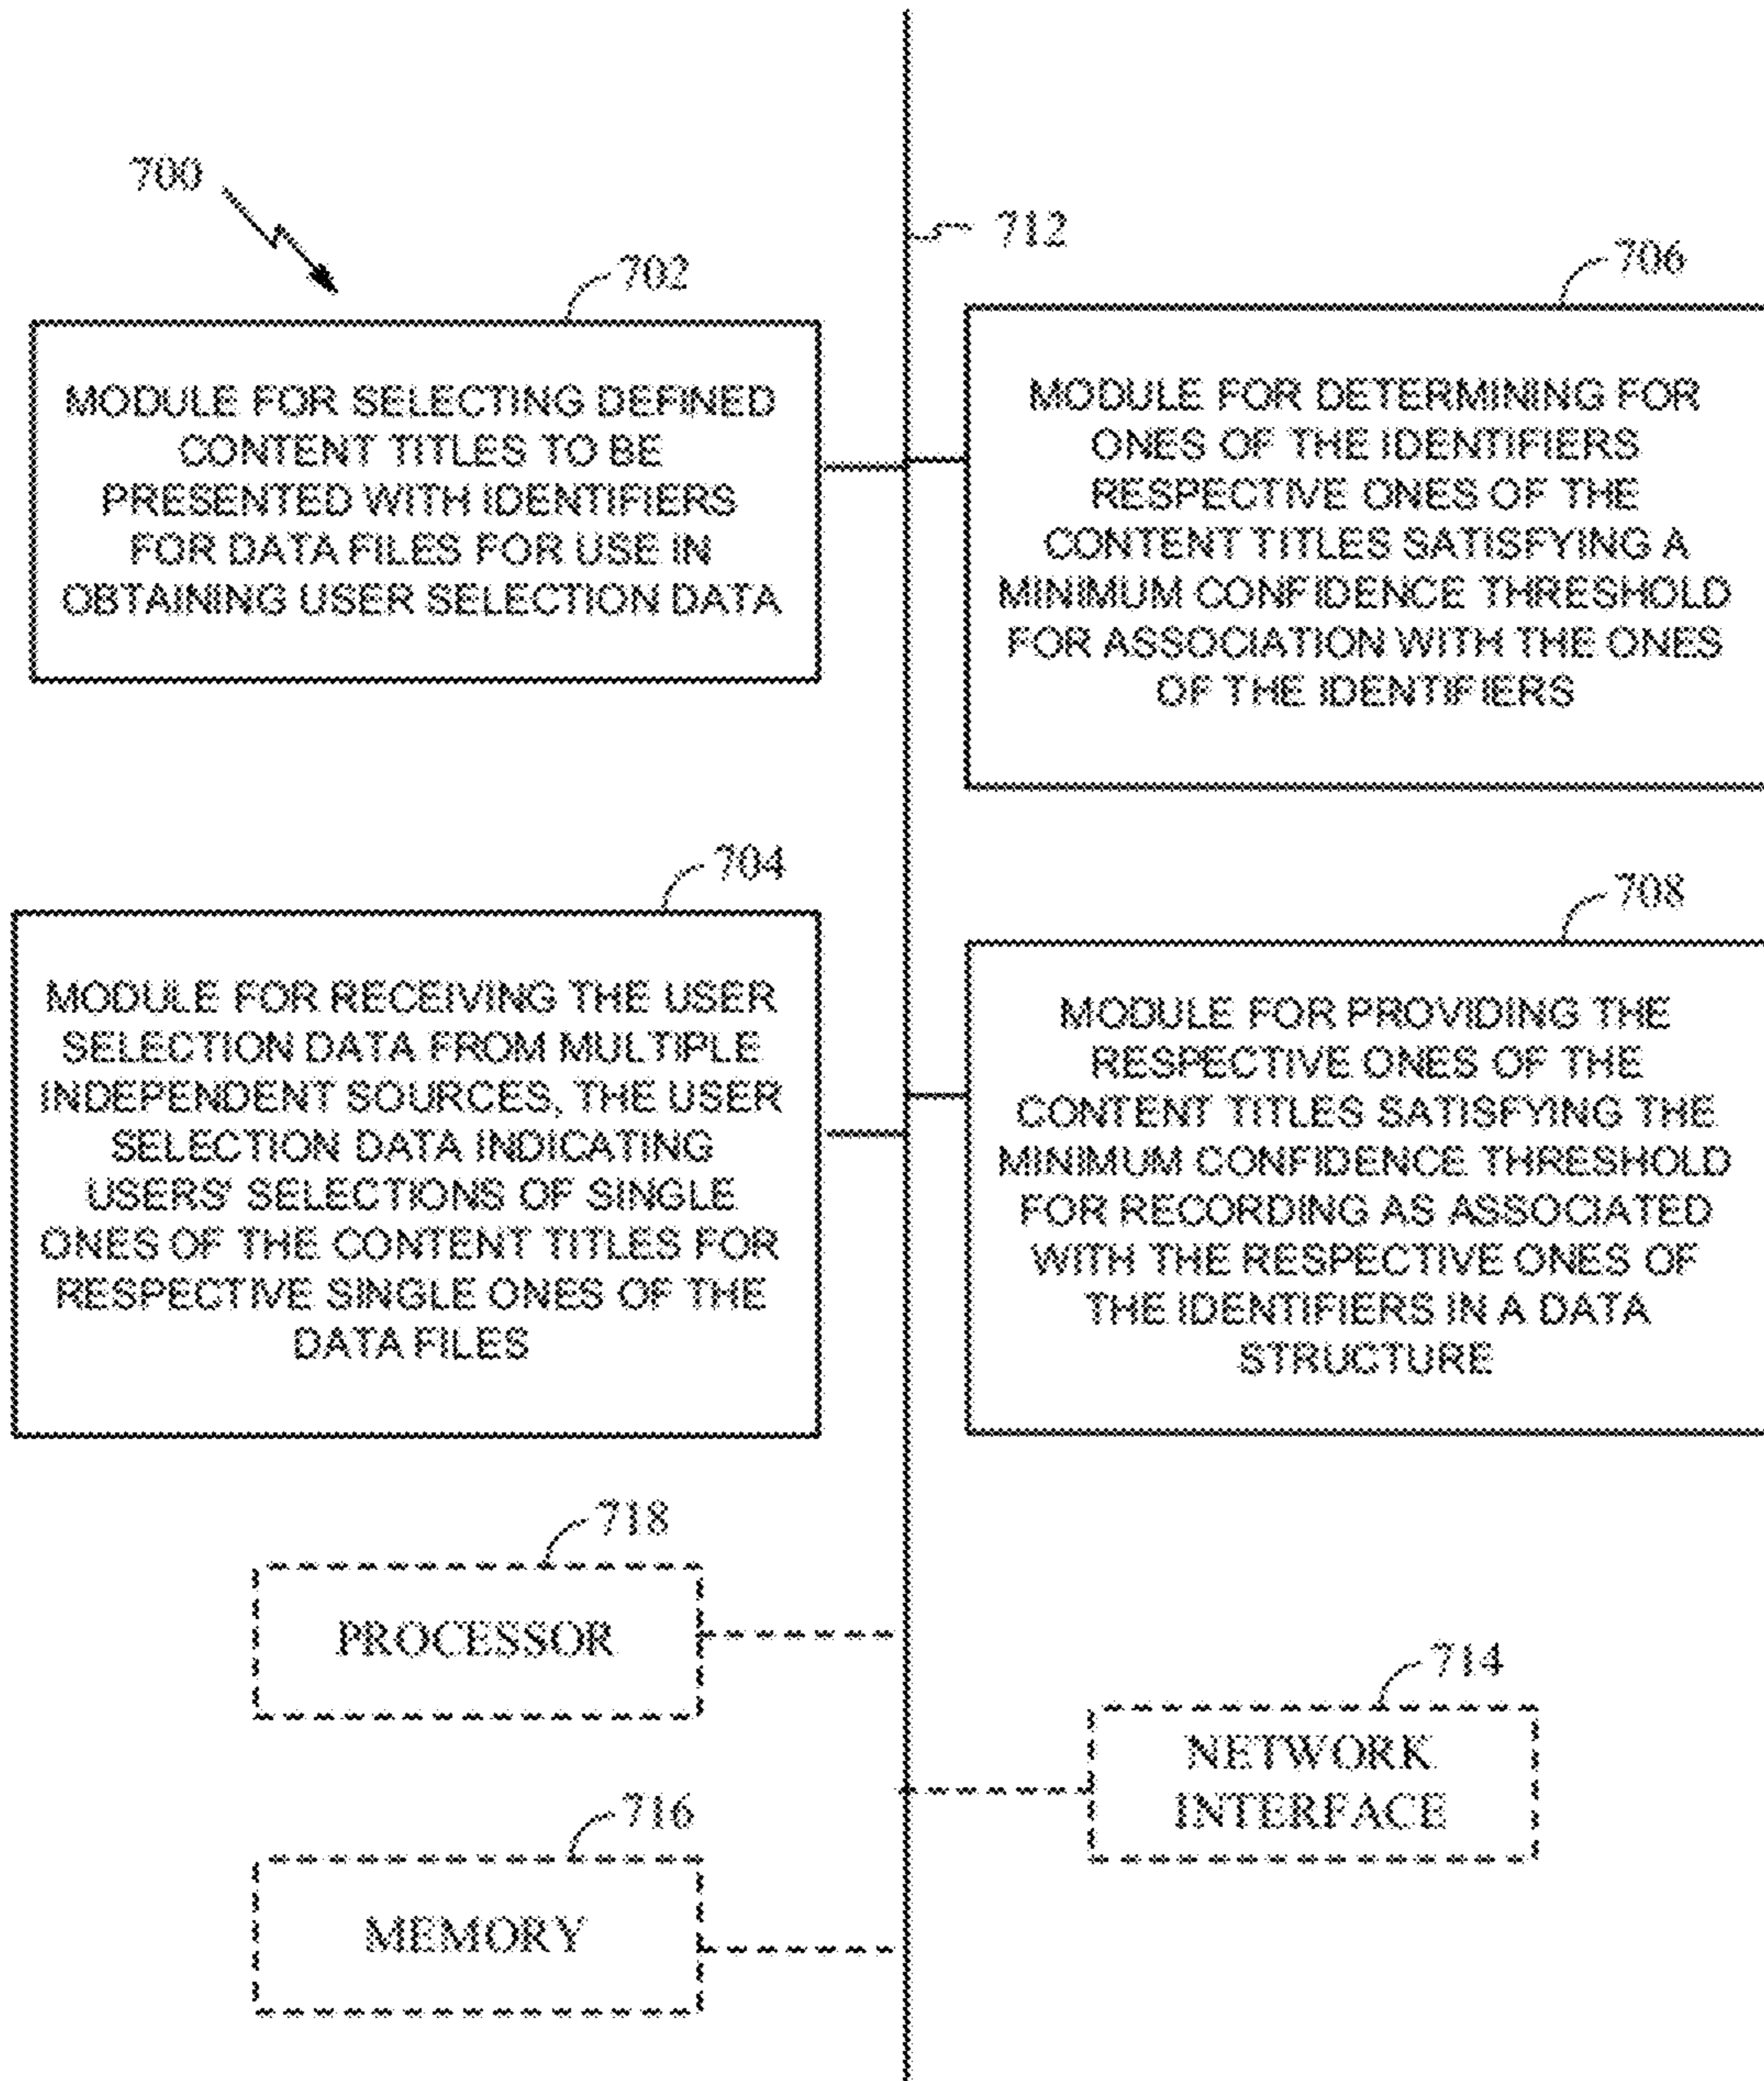 700
712
702
MODULE FOR SELECTING DEFINED
CONTENT TITLES TO BE
PRESENTED WITH IDENTIFIERS
FOR DATA FILES FOR USE IN
OBTAINING USER SELECTION DATA
706
MODULE FOR DETERMINING FOR
ONES OF THE IDENTIFIERS
RESPECTIVE ONES OF THE
CONTENT TITLES SATISFYING A
MINIMUM CONFIDENCE THRESHOLD
FOR ASSOCIATION WITH THE ONES
OF THE IDENTIFIERS
704
MODULE FOR RECEIVING THE USER
SELECTION DATA FROM MULTIPLE
INDEPENDENT SOURCES, THE USER
SELECTION DATA INDICATING
USERS' SELECTIONS OF SINGLE
ONES OF THE CONTENT TITLES FOR
RESPECTIVE SINGLE ONES OF THE
DATA FILES
708
MODULE FOR PROVIDING THE
RESPECTIVE ONES OF THE
CONTENT TITLES SATISFYING THE
MINIMUM CONFIDENCE THRESHOLD
FOR RECORDING AS ASSOCIATED
WITH THE RESPECTIVE ONES OF
THE IDENTIFIERS IN A DATA
STRUCTURE
718
PROCESSOR
714
NETWORK
INTERFACE
716
MEMORY